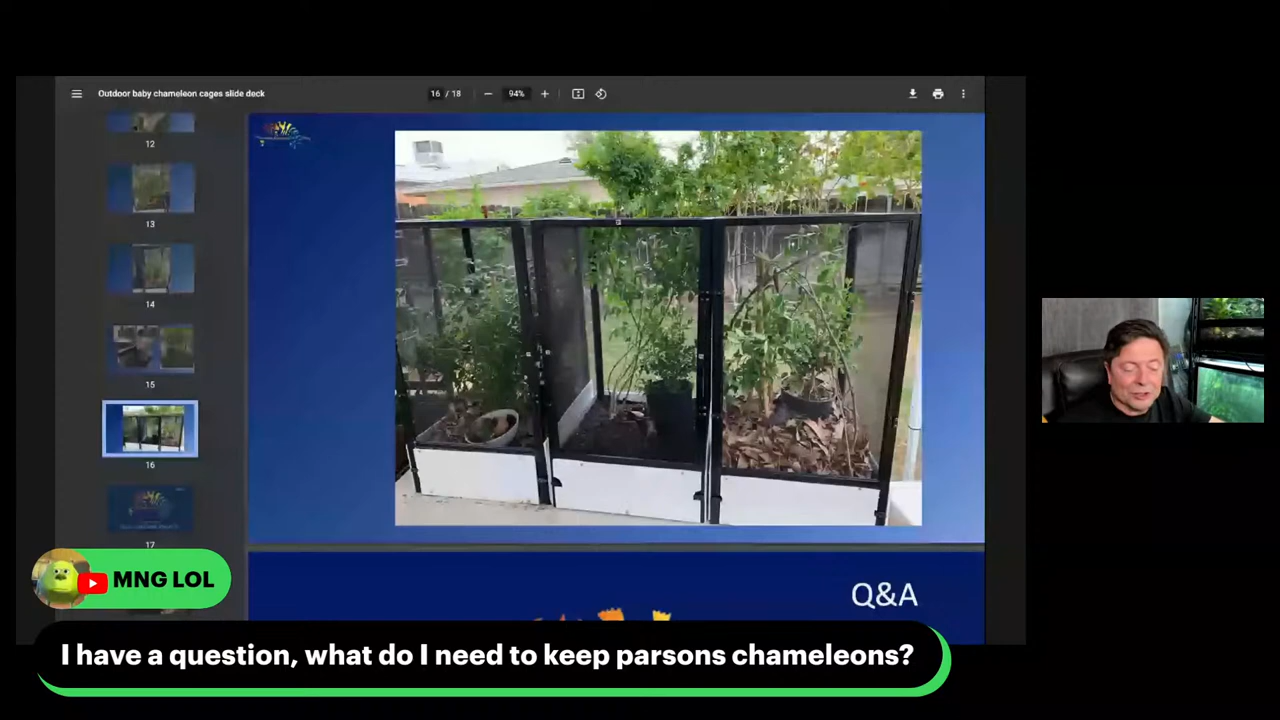 Outdoor baby chameleon cages slide deck
16 / 18
94%
12
13
14
15
16
17
Q&A
MNG LOL
I have a question, what do I need to keep parsons chameleons?